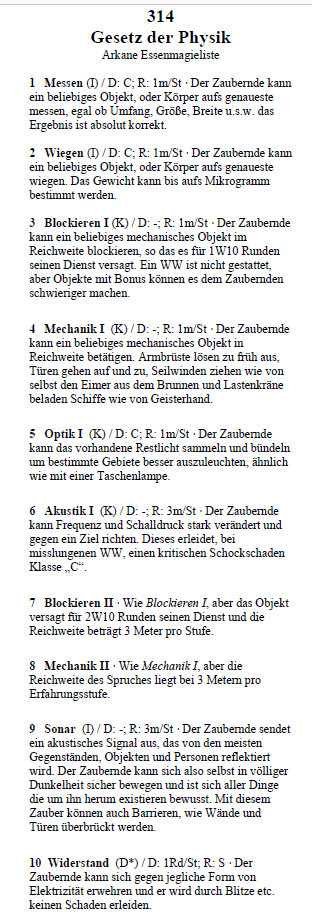 314
Gesetz der Physik
Arkane Essenmagieliste
1 Messen (I) / D: C; R: 1m/St · Der Zaubernde kann
ein beliebiges Objekt, oder Körper aufs genaueste
messen, egal ob Umfang, Größe, Breite u.s.w. das
Ergebnis ist absolut korrekt.
2 Wiegen (I) / D: C; R: 1m/St · Der Zaubernde kann
ein beliebiges Objekt, oder Körper aufs genaueste
wiegen. Das Gewicht kann bis aufs Mikrogramm
bestimmt werden.
3 Blockieren I (K) / D: -; R: 1m/St · Der Zaubernde
kann ein beliebiges mechanisches Objekt im
Reichweite blockieren, so das es für 1W10 Runden
seinen Dienst versagt. Ein WW ist nicht gestattet,
aber Objekte mit Bonus können es dem Zaubernden
schwieriger machen.
4 Mechanik I (K) / D: -; R: 1m/St · Der Zaubernde
kann ein beliebiges mechanisches Objekt in
Reichweite betätigen. Armbrüste lösen zu früh aus,
Türen gehen auf und zu, Seilwinden ziehen wie von
selbst den Eimer aus dem Brunnen und Lastenkräne
beladen Schiffe wie von Geisterhand.
5 Optik I (K) / D: C; R: 1m/St · Der Zaubernde
kann das vorhandene Restlicht sammeln und bündeln
um bestimmte Gebiete besser auszuleuchten, ähnlich
wie mit einer Taschenlampe.
6 Akustik I (K) / D: -; R: 3m/St · Der Zaubernde
kann Frequenz und Schalldruck stark verändert und
gegen ein Ziel richten. Dieses erleidet, bei
misslungenen WW, einen kritischen Schockschaden
Klasse „C“.
7 Blockieren II · Wie Blockieren I, aber das Objekt
versagt für 2W10 Runden seinen Dienst und die
Reichweite beträgt 3 Meter pro Stufe.
8 Mechanik II · Wie Mechanik I, aber die
Reichweite des Spruches liegt bei 3 Metern pro
Erfahrungsstufe.
9 Sonar (I) / D: -; R: 3m/St · Der Zaubernde sendet
ein akustisches Signal aus, das von den meisten
Gegenständen, Objekten und Personen reflektiert
wird. Der Zaubernde kann sich also selbst in völliger
Dunkelheit sicher bewegen und ist sich aller Dinge
die um ihn herum existieren bewusst. Mit diesem
Zauber können auch Barrieren, wie Wände und
Türen überbrückt werden.
10 Widerstand (D*) / D: 1Rd/St; R: S · Der
Zaubernde kann sich gegen jegliche Form von
Elektrizität erwehren und er wird durch Blitze etc.
keinen Schaden erleiden.